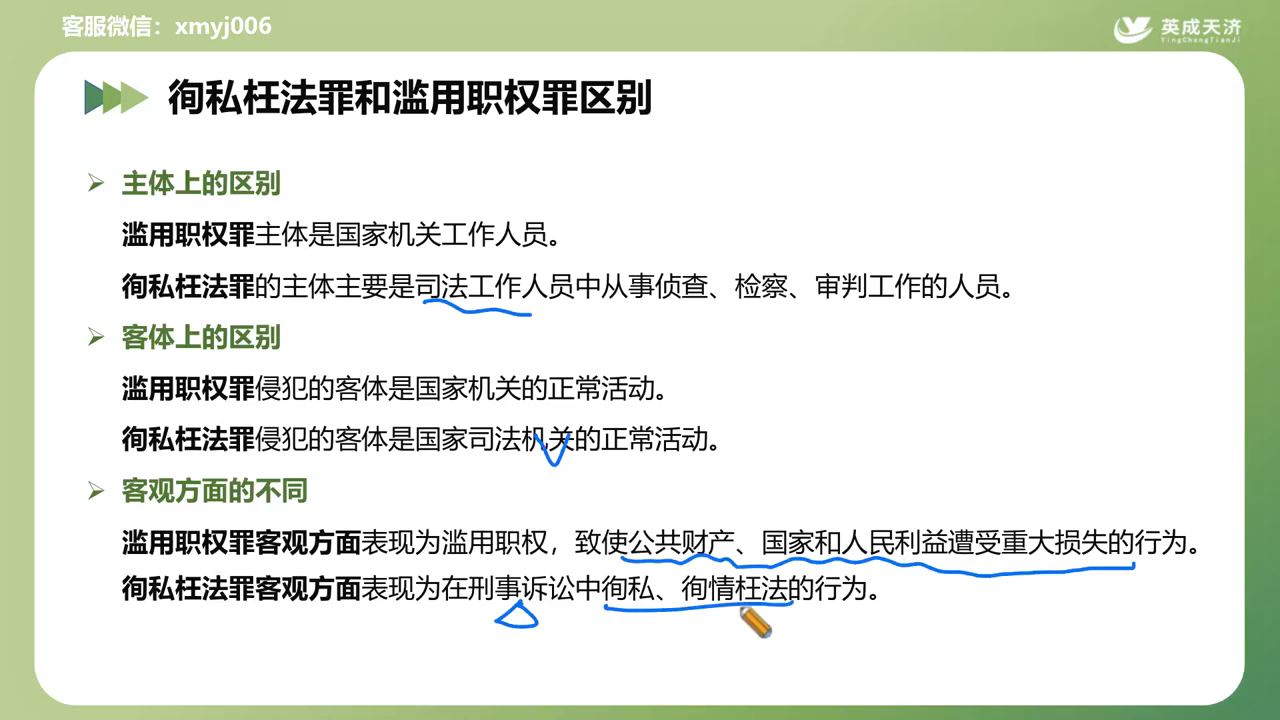 客服微信：xmyj006
英成天济
YingChengTianJi
徇私枉法罪和滥用职权罪区别
主体上的区别
滥用职权罪主体是国家机关工作人员。
徇私枉法罪的主体主要是司法工作人员中从事侦查、检察、审判工作的人员。
客体上的区别
滥用职权罪侵犯的客体是国家机关的正常活动。
徇私枉法罪侵犯的客体是国家司法机关的正常活动。
客观方面的不同
滥用职权罪客观方面表现为滥用职权，致使公共财产、国家和人民利益遭受重大损失的行为。
徇私枉法罪客观方面表现为在刑事诉讼中徇私、徇情枉法的行为。